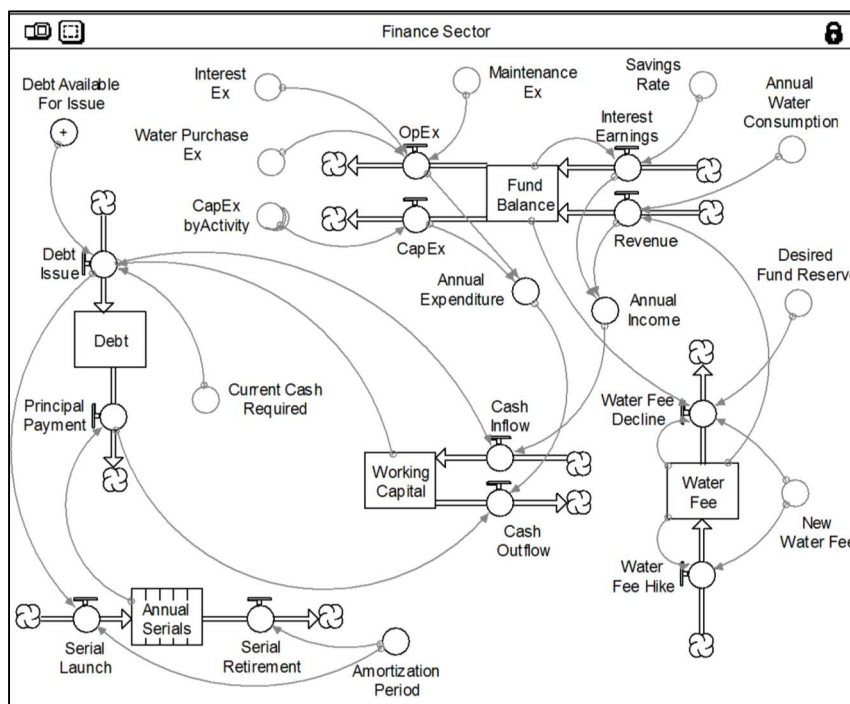 Finance Sector
Debt Available
For Issue
+
Interest
Ex
Maintenance
Ex
Savings
Rate
Annual
Water
Consumption
Water Purchase
Ex
OpEx
Interest
Earnings
Fund
Balance
CapEx
byActivity
CapEx
Revenue
Debt
Issue
Annual
Expenditure
Annual
Income
Desired
Fund Reserve
Debt
Current Cash
Required
Principal
Payment
Cash
Inflow
Water Fee
Decline
Working
Capital
Water
Fee
Cash
Outflow
New
Water Fee
Water
Fee Hike
Annual
Serials
Serial
Launch
Serial
Retirement
Amortization
Period